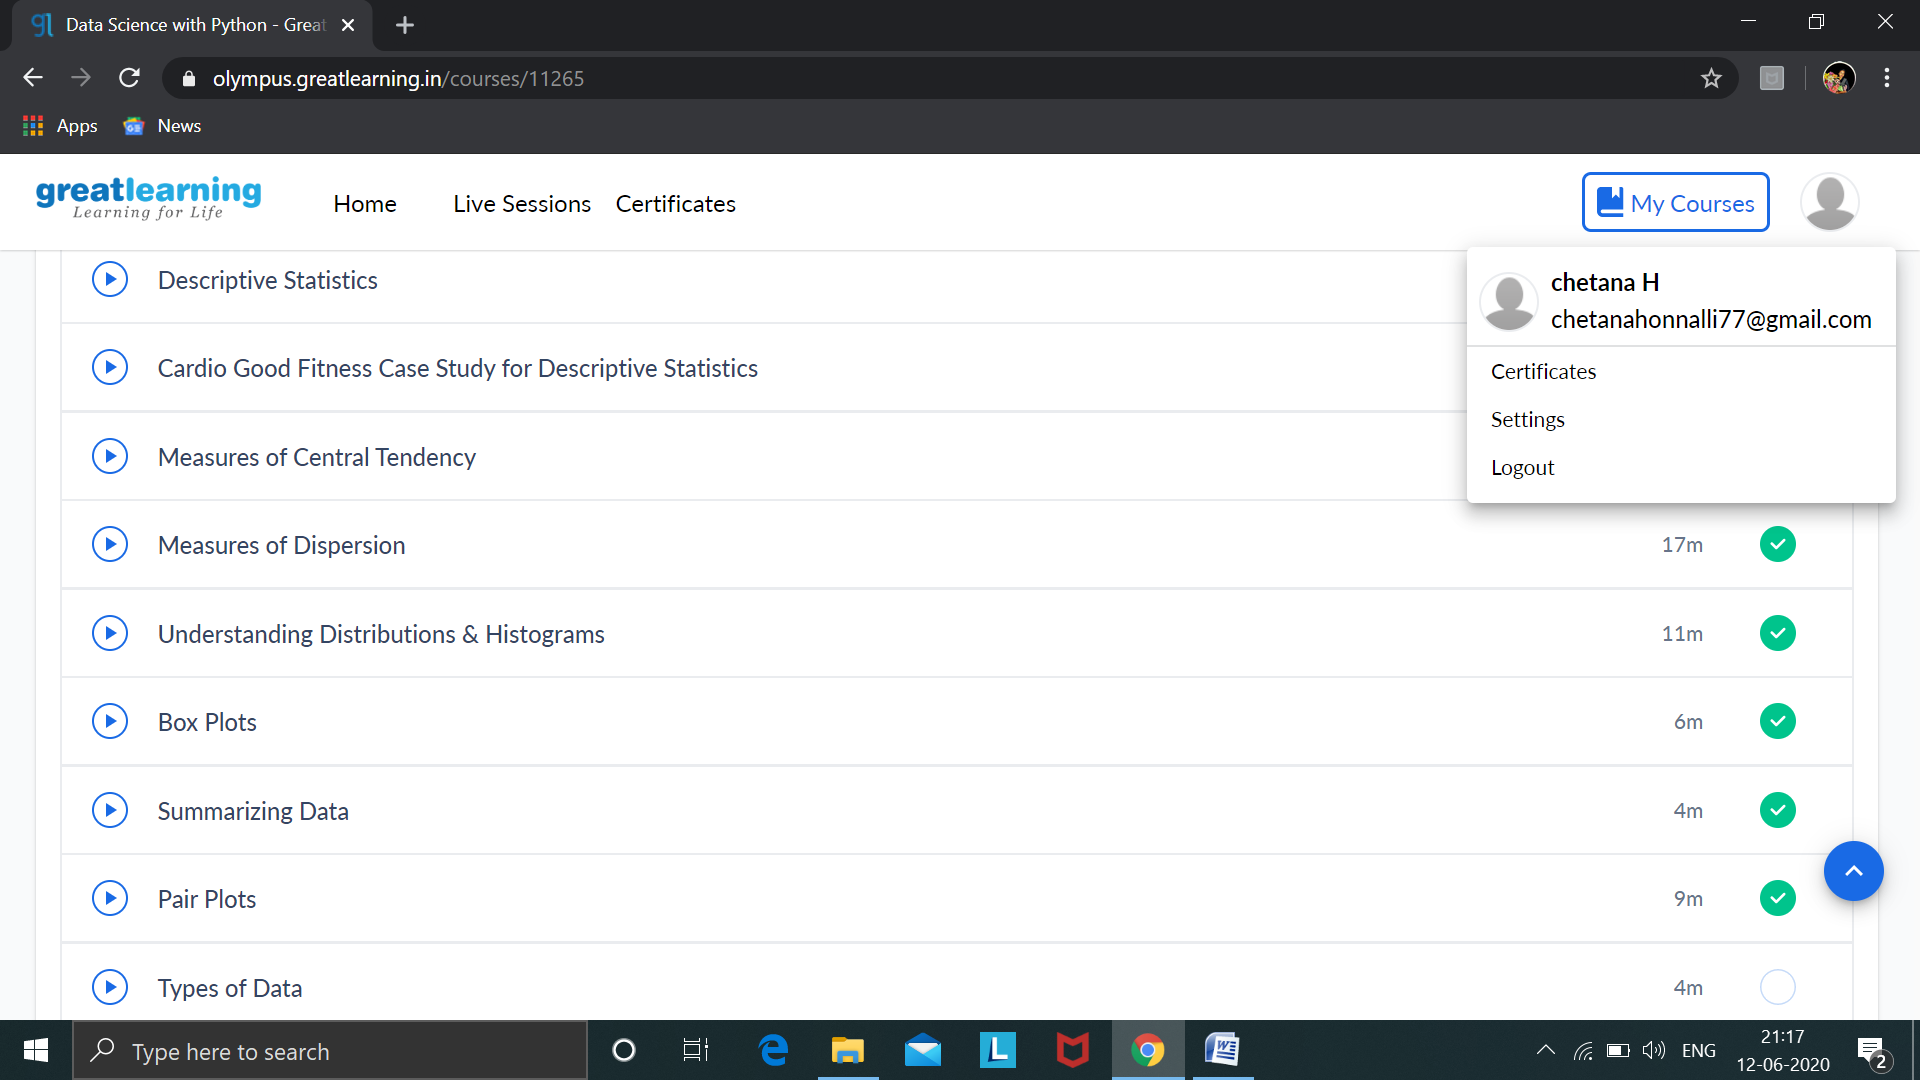 Data Science with Python - Great
olympus.greatlearning.in/courses/11265
Apps
News
greatlearning
Learning for Life
Home
Live Sessions
Certificates
My Courses
chetana H
chetanahonnalli77@gmail.com
Certificates
Settings
Logout
Descriptive Statistics
Cardio Good Fitness Case Study for Descriptive Statistics
Measures of Central Tendency
Measures of Dispersion 17m
Understanding Distributions & Histograms 11m
Box Plots 6m
Summarizing Data 4m
Pair Plots 9m
Types of Data 4m
Type here to search
ENG
21:17
12-06-2020
2